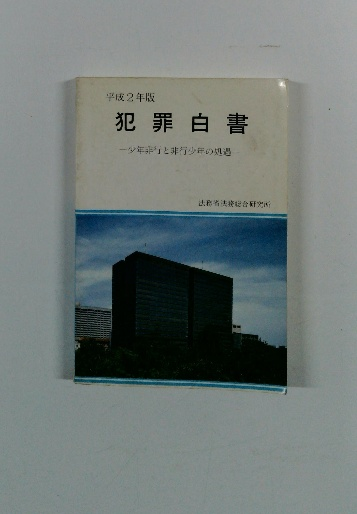 平成2年版
犯罪白書
―少年非行と非行少年の処遇―
法務省法務総合研究所